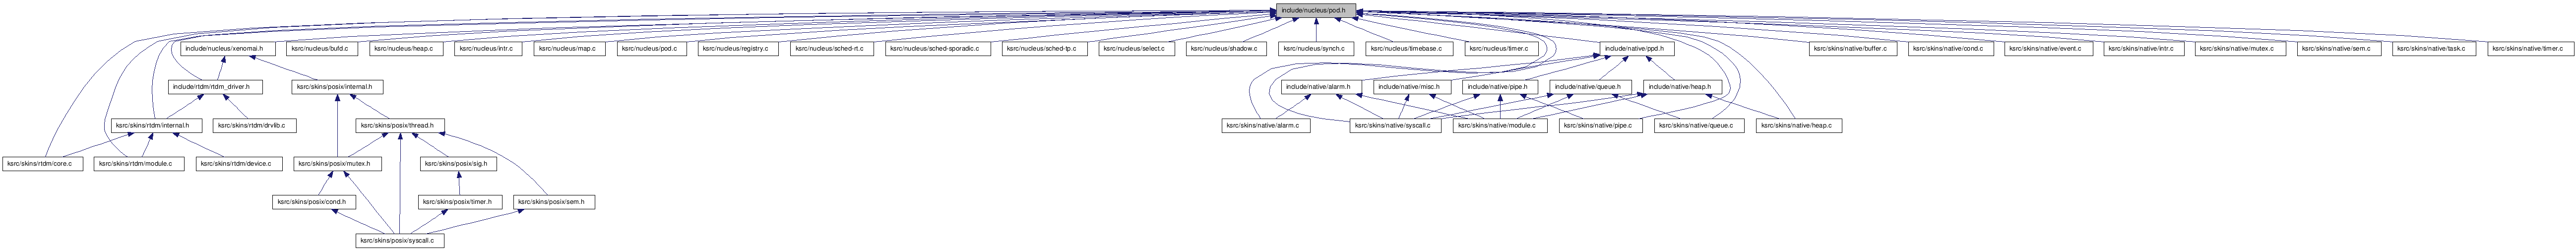 include/nucleus/pod.h
include/nucleus/xenomai.h
ksrc/nucleus/bufd.c
ksrc/nucleus/heap.c
ksrc/nucleus/intr.c
ksrc/nucleus/map.c
ksrc/nucleus/pod.c
ksrc/nucleus/registry.c
ksrc/nucleus/sched-rt.c
ksrc/nucleus/sched-sporadic.c
ksrc/nucleus/sched-tp.c
ksrc/nucleus/select.c
ksrc/nucleus/shadow.c
ksrc/nucleus/synch.c
ksrc/nucleus/timebase.c
ksrc/nucleus/timer.c
include/native/ppd.h
ksrc/skins/native/buffer.c
ksrc/skins/native/cond.c
ksrc/skins/native/event.c
ksrc/skins/native/intr.c
ksrc/skins/native/mutex.c
ksrc/skins/native/sem.c
ksrc/skins/native/task.c
ksrc/skins/native/timer.c
include/rtdm/rtdm_driver.h
ksrc/skins/posix/internal.h
include/native/alarm.h
include/native/misc.h
include/native/pipe.h
include/native/queue.h
include/native/heap.h
ksrc/skins/rtdm/internal.h
ksrc/skins/rtdm/drvlib.c
ksrc/skins/posix/thread.h
ksrc/skins/native/alarm.c
ksrc/skins/native/syscall.c
ksrc/skins/native/module.c
ksrc/skins/native/pipe.c
ksrc/skins/native/queue.c
ksrc/skins/native/heap.c
ksrc/skins/rtdm/core.c
ksrc/skins/rtdm/module.c
ksrc/skins/rtdm/device.c
ksrc/skins/posix/mutex.h
ksrc/skins/posix/sig.h
ksrc/skins/posix/cond.h
ksrc/skins/posix/timer.h
ksrc/skins/posix/sem.h
ksrc/skins/posix/syscall.c